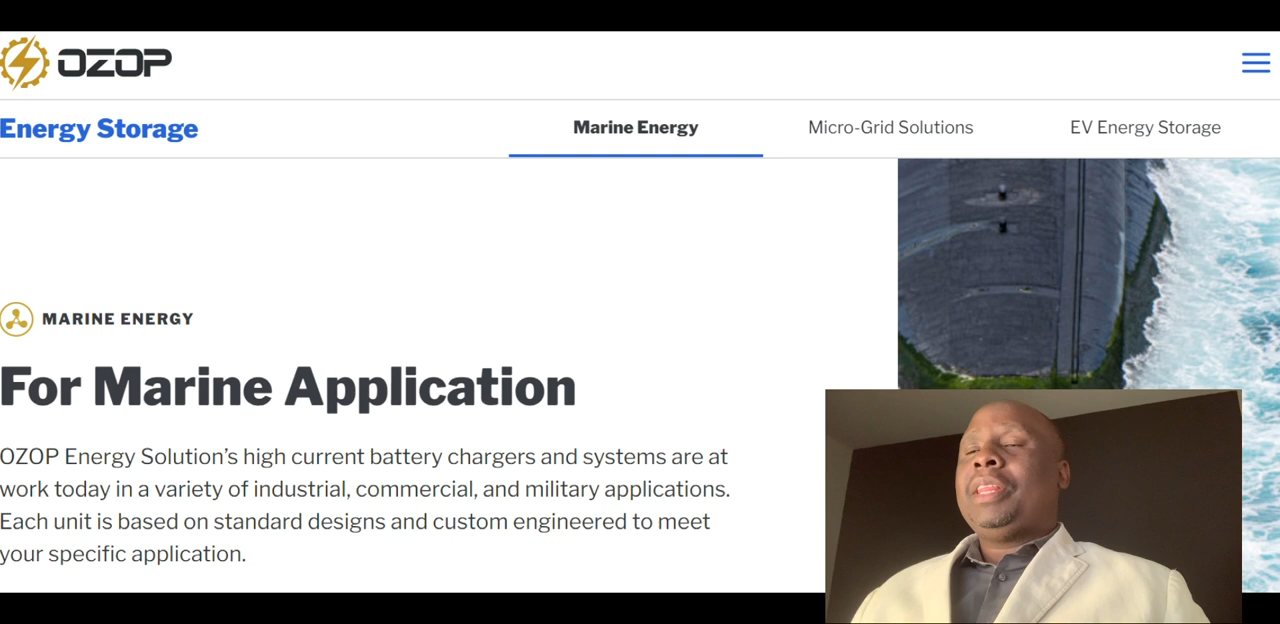 OZOP
Energy Storage
Marine Energy
Micro-Grid Solutions
EV Energy Storage
MARINE ENERGY
For Marine Application
OZOP Energy Solution’s high current battery chargers and systems are at
work today in a variety of industrial, commercial, and military applications.
Each unit is based on standard designs and custom engineered to meet
your specific application.